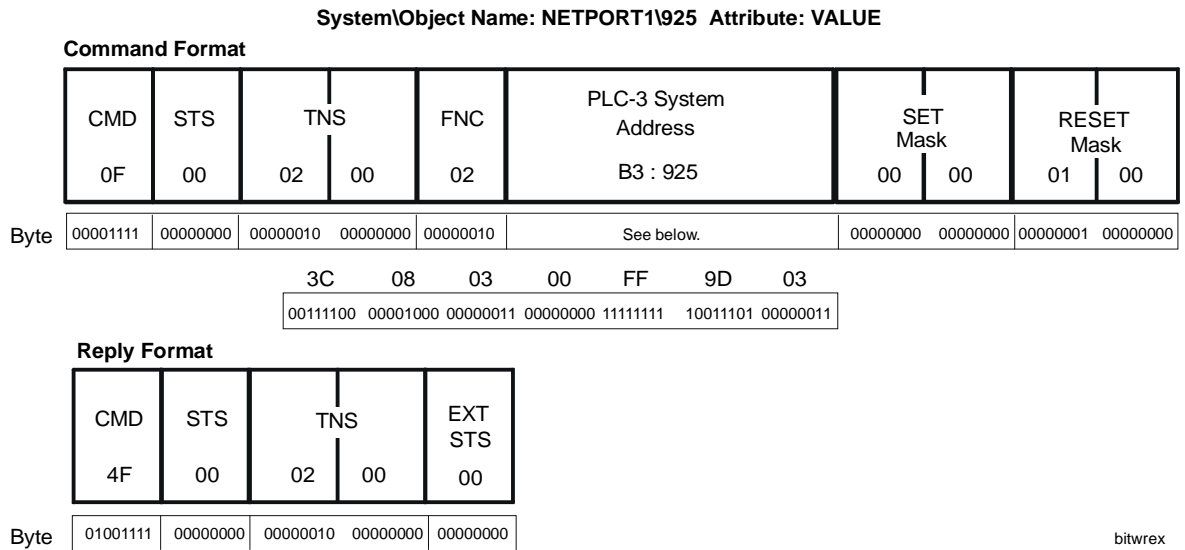 System\Object Name: NETPORT1\925 Attribute: VALUE
Command Format
CMD STS TNS FNC PLC-3 System Address SET Mask RESET Mask
0F 00 02 00 02 B3 : 925 00 00 01 00
Byte 00001111 00000000 00000010 00000000 00000010 See below. 00000000 00000000 00000001 00000000
3C 08 03 00 FF 9D 03
00111100 00001000 00000011 00000000 11111111 10011101 00000011
Reply Format
CMD STS TNS EXT STS
4F 00 02 00 00
Byte 01001111 00000000 00000010 00000000 00000000
bitwrex